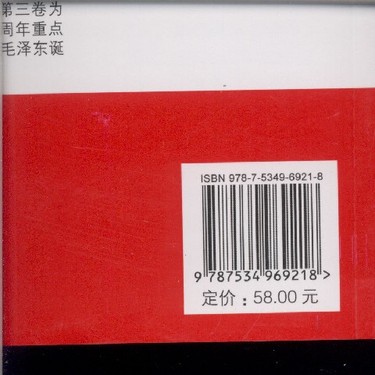 第三卷为
周年重点
毛泽东诞
ISBN 978-7-5349-6921-8
9 787534 969218 >
定价：58.00 元